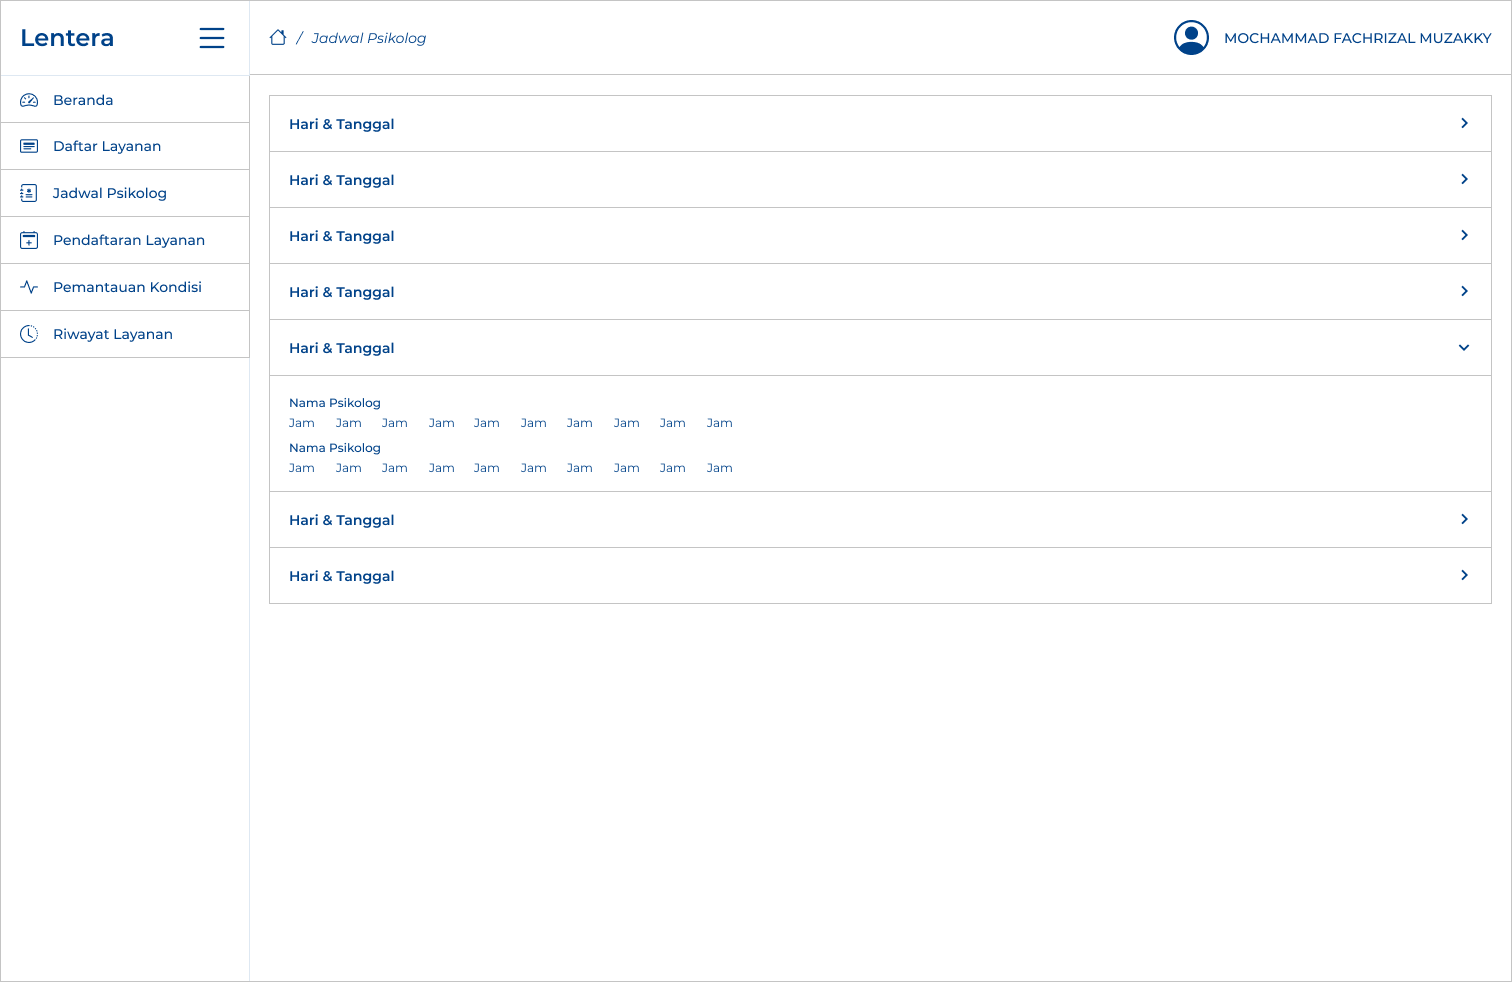 Lentera
/ Jadwal Psikolog
MOCHAMMAD FACHRIZAL MUZAKKY
Beranda
Daftar Layanan
Jadwal Psikolog
Pendaftaran Layanan
Pemantauan Kondisi
Riwayat Layanan
Hari & Tanggal
Hari & Tanggal
Hari & Tanggal
Hari & Tanggal
Hari & Tanggal
Nama Psikolog
Jam Jam Jam Jam Jam Jam Jam Jam Jam Jam
Nama Psikolog
Jam Jam Jam Jam Jam Jam Jam Jam Jam Jam
Hari & Tanggal
Hari & Tanggal